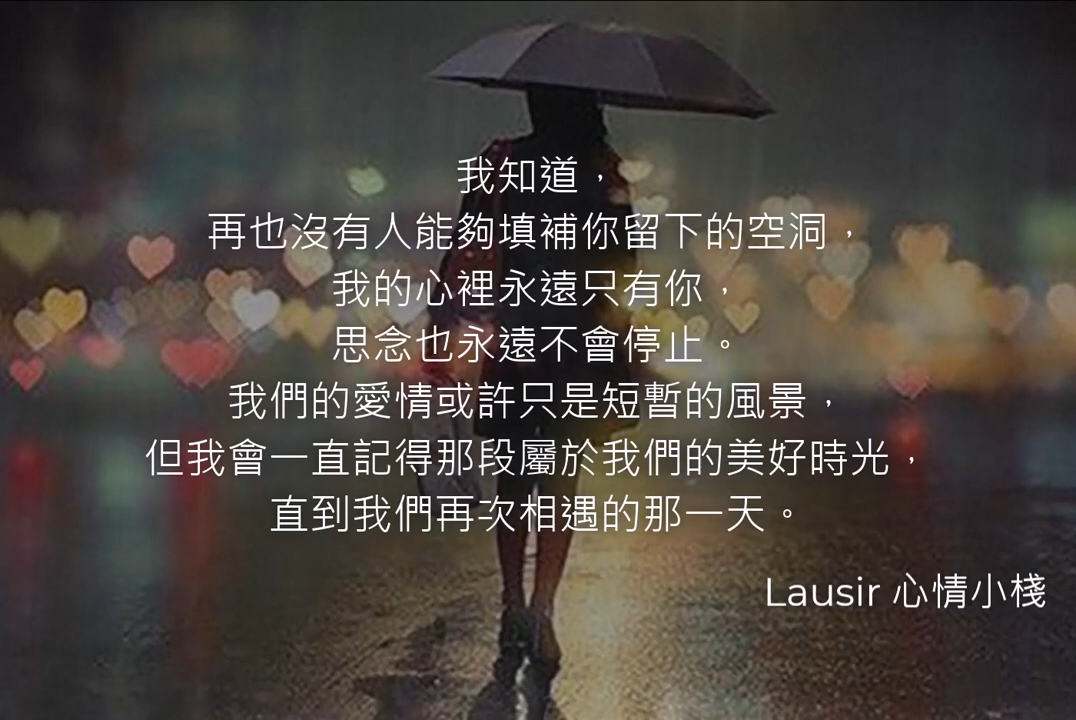 我知道，
再也沒有人能夠填補你留下的空洞，
我的心裡永遠只有你，
思念也永遠不會停止。
我們的愛情或許只是短暫的風景，
但我會一直記得那段屬於我們的美好時光，
直到我們再次相遇的那一天。
Lausir 心情小棧